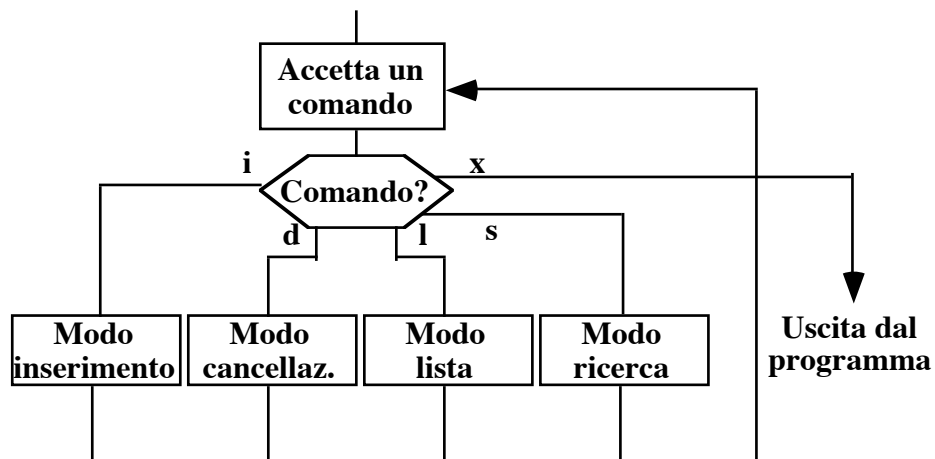 Accetta un
comando
i
x
Comando?
d
l
s
Modo
inserimento
Modo
cancellaz.
Modo
lista
Modo
ricerca
Uscita dal
programma